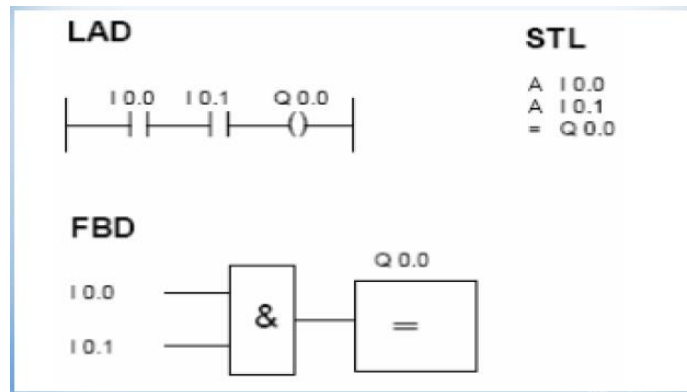 LAD
I 0.0 I 0.1 Q 0.0
( )
STL
A I 0.0
A I 0.1
= Q 0.0
FBD
Q 0.0
I 0.0
I 0.1
&
=